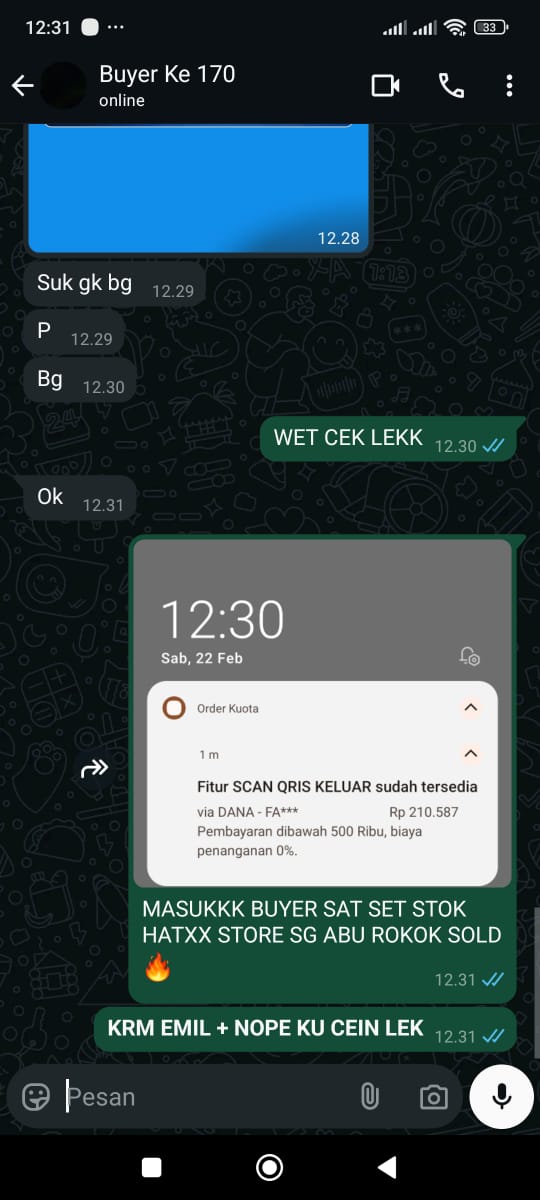 12:31
33
Buyer Ke 170
online
12.28
Suk gk bg 12.29
P 12.29
Bg 12.30
WET CEK LEKK 12.30
Ok 12.31
12:30
Sab, 22 Feb
Order Kuota
1 m
Fitur SCAN QRIS KELUAR sudah tersedia
via DANA - FA*** Rp 210.587
Pembayaran dibawah 500 Ribu, biaya
penanganan 0%.
MASUKKK BUYER SAT SET STOK
HATXX STORE SG ABU ROKOK SOLD
🔥
12.31
KRM EMIL + NOPE KU CEIN LEK 12.31
Pesan